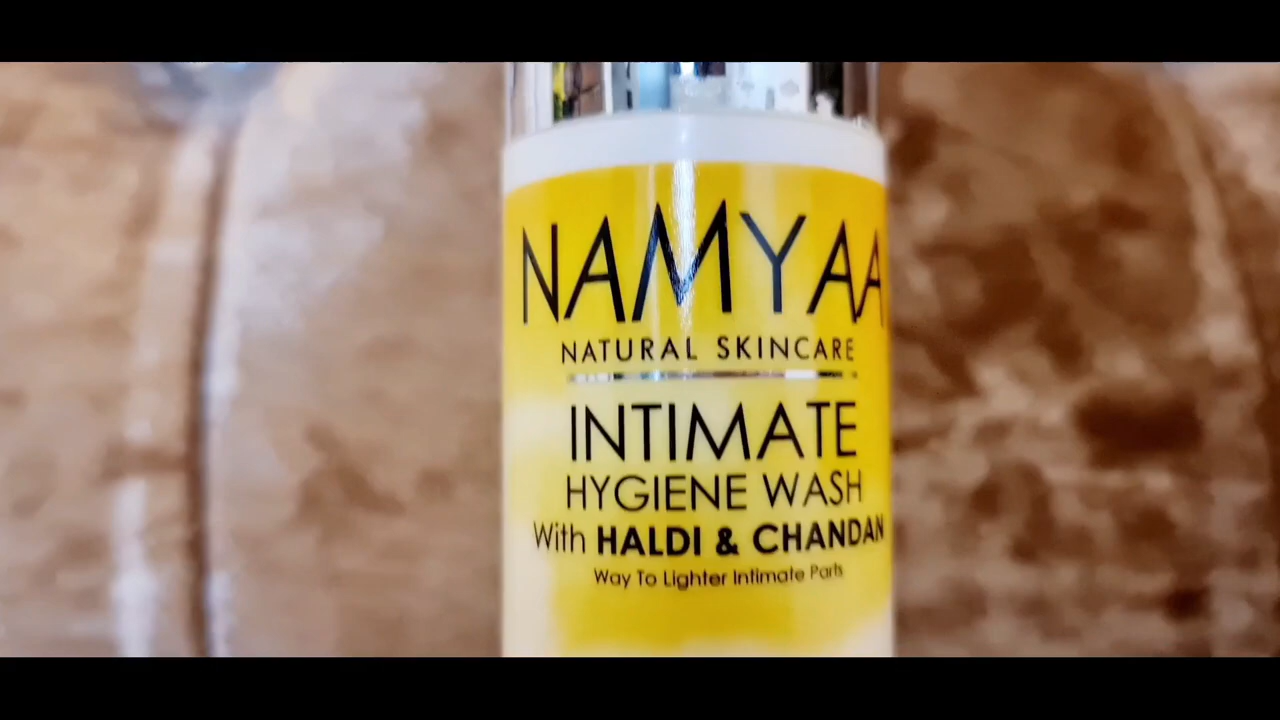 NAMYAA
NATURAL SKINCARE
INTIMATE
HYGIENE WASH
With HALDI & CHANDAN
Way To Lighter Intimate Parts